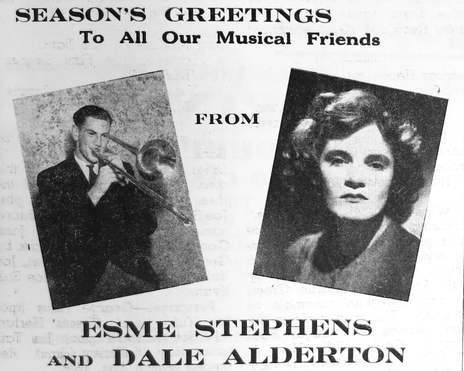 SEASON'S GREETINGS
To All Our Musical Friends
FROM
ESME STEPHENS
AND DALE ALDERTON